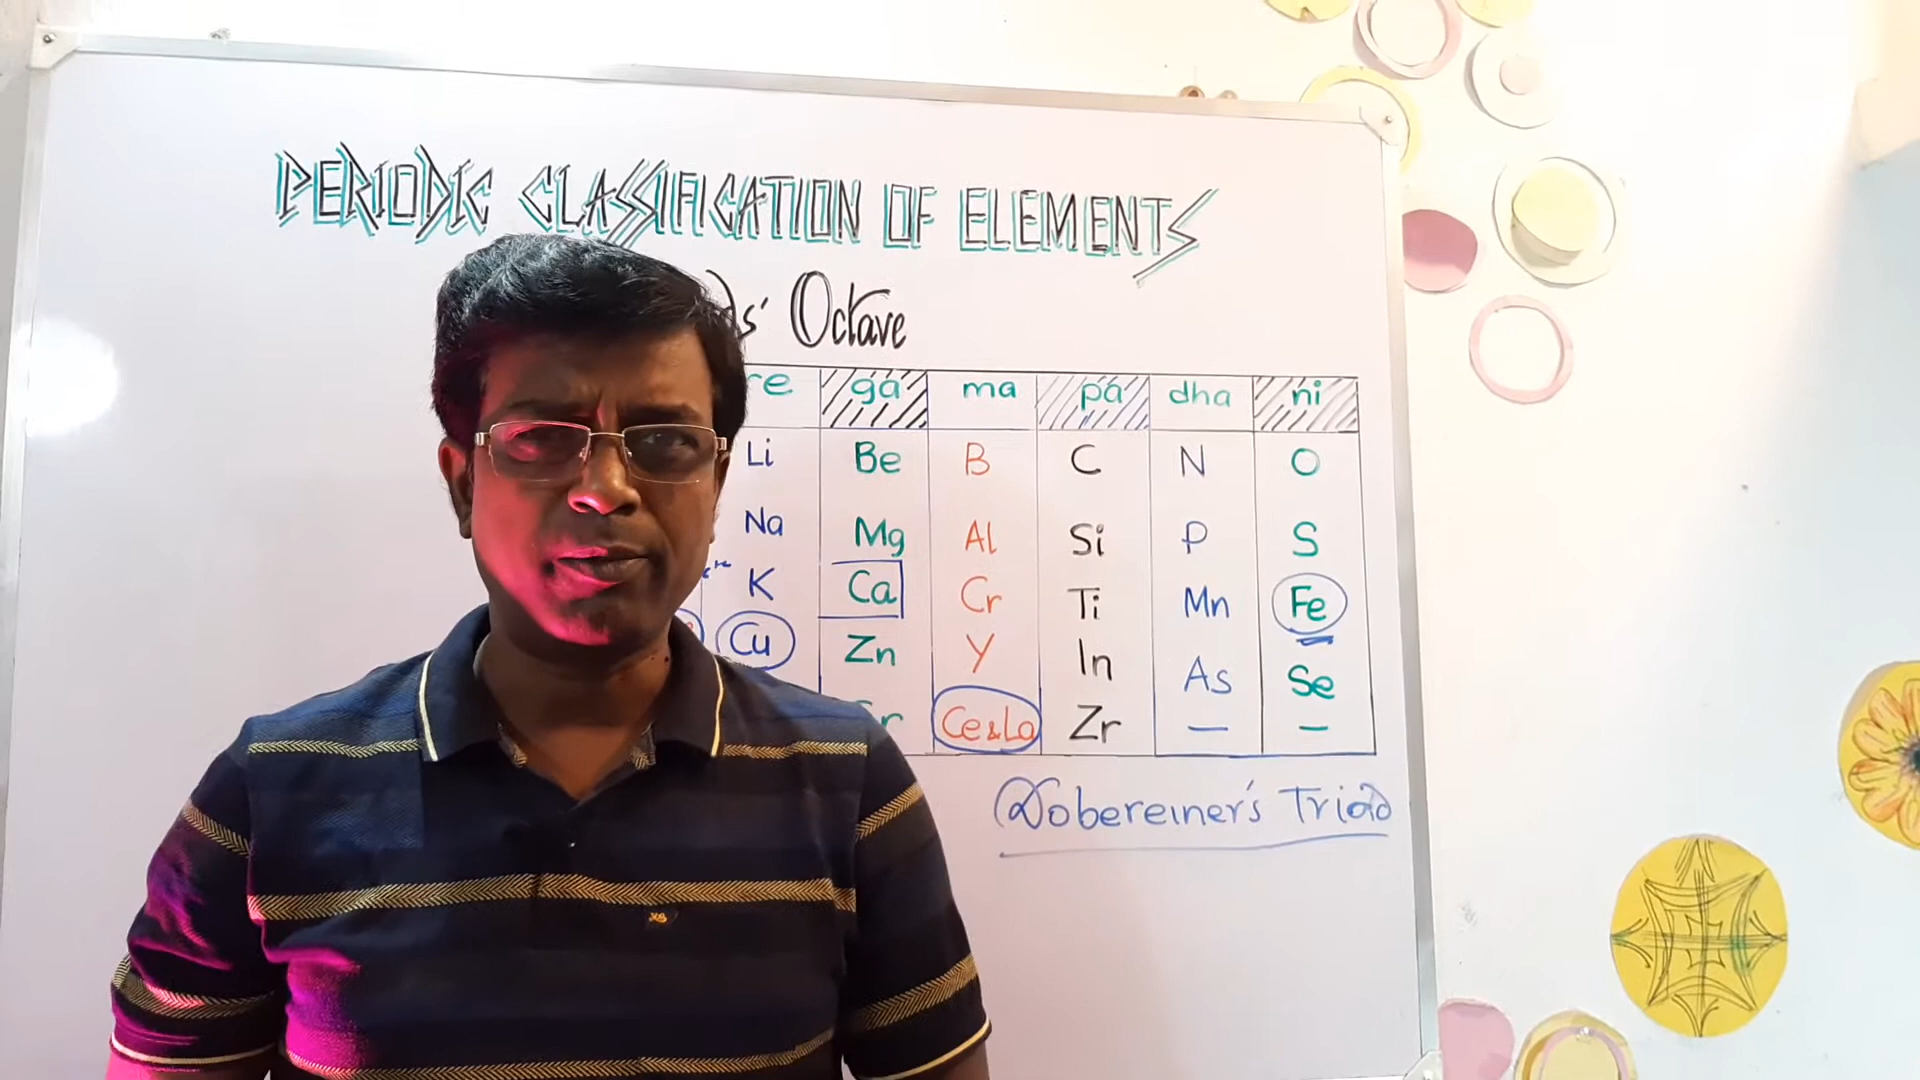 PERIODIC CLASSIFICATION OF ELEMENTS
Octave
re ga ma pa dha ni
Li Be B C N O
Na Mg Al Si P S
K Ca Cr Ti Mn Fe
Cu Zn Y In As Se
Ce & La Zr — —
Dobereiner's Triad